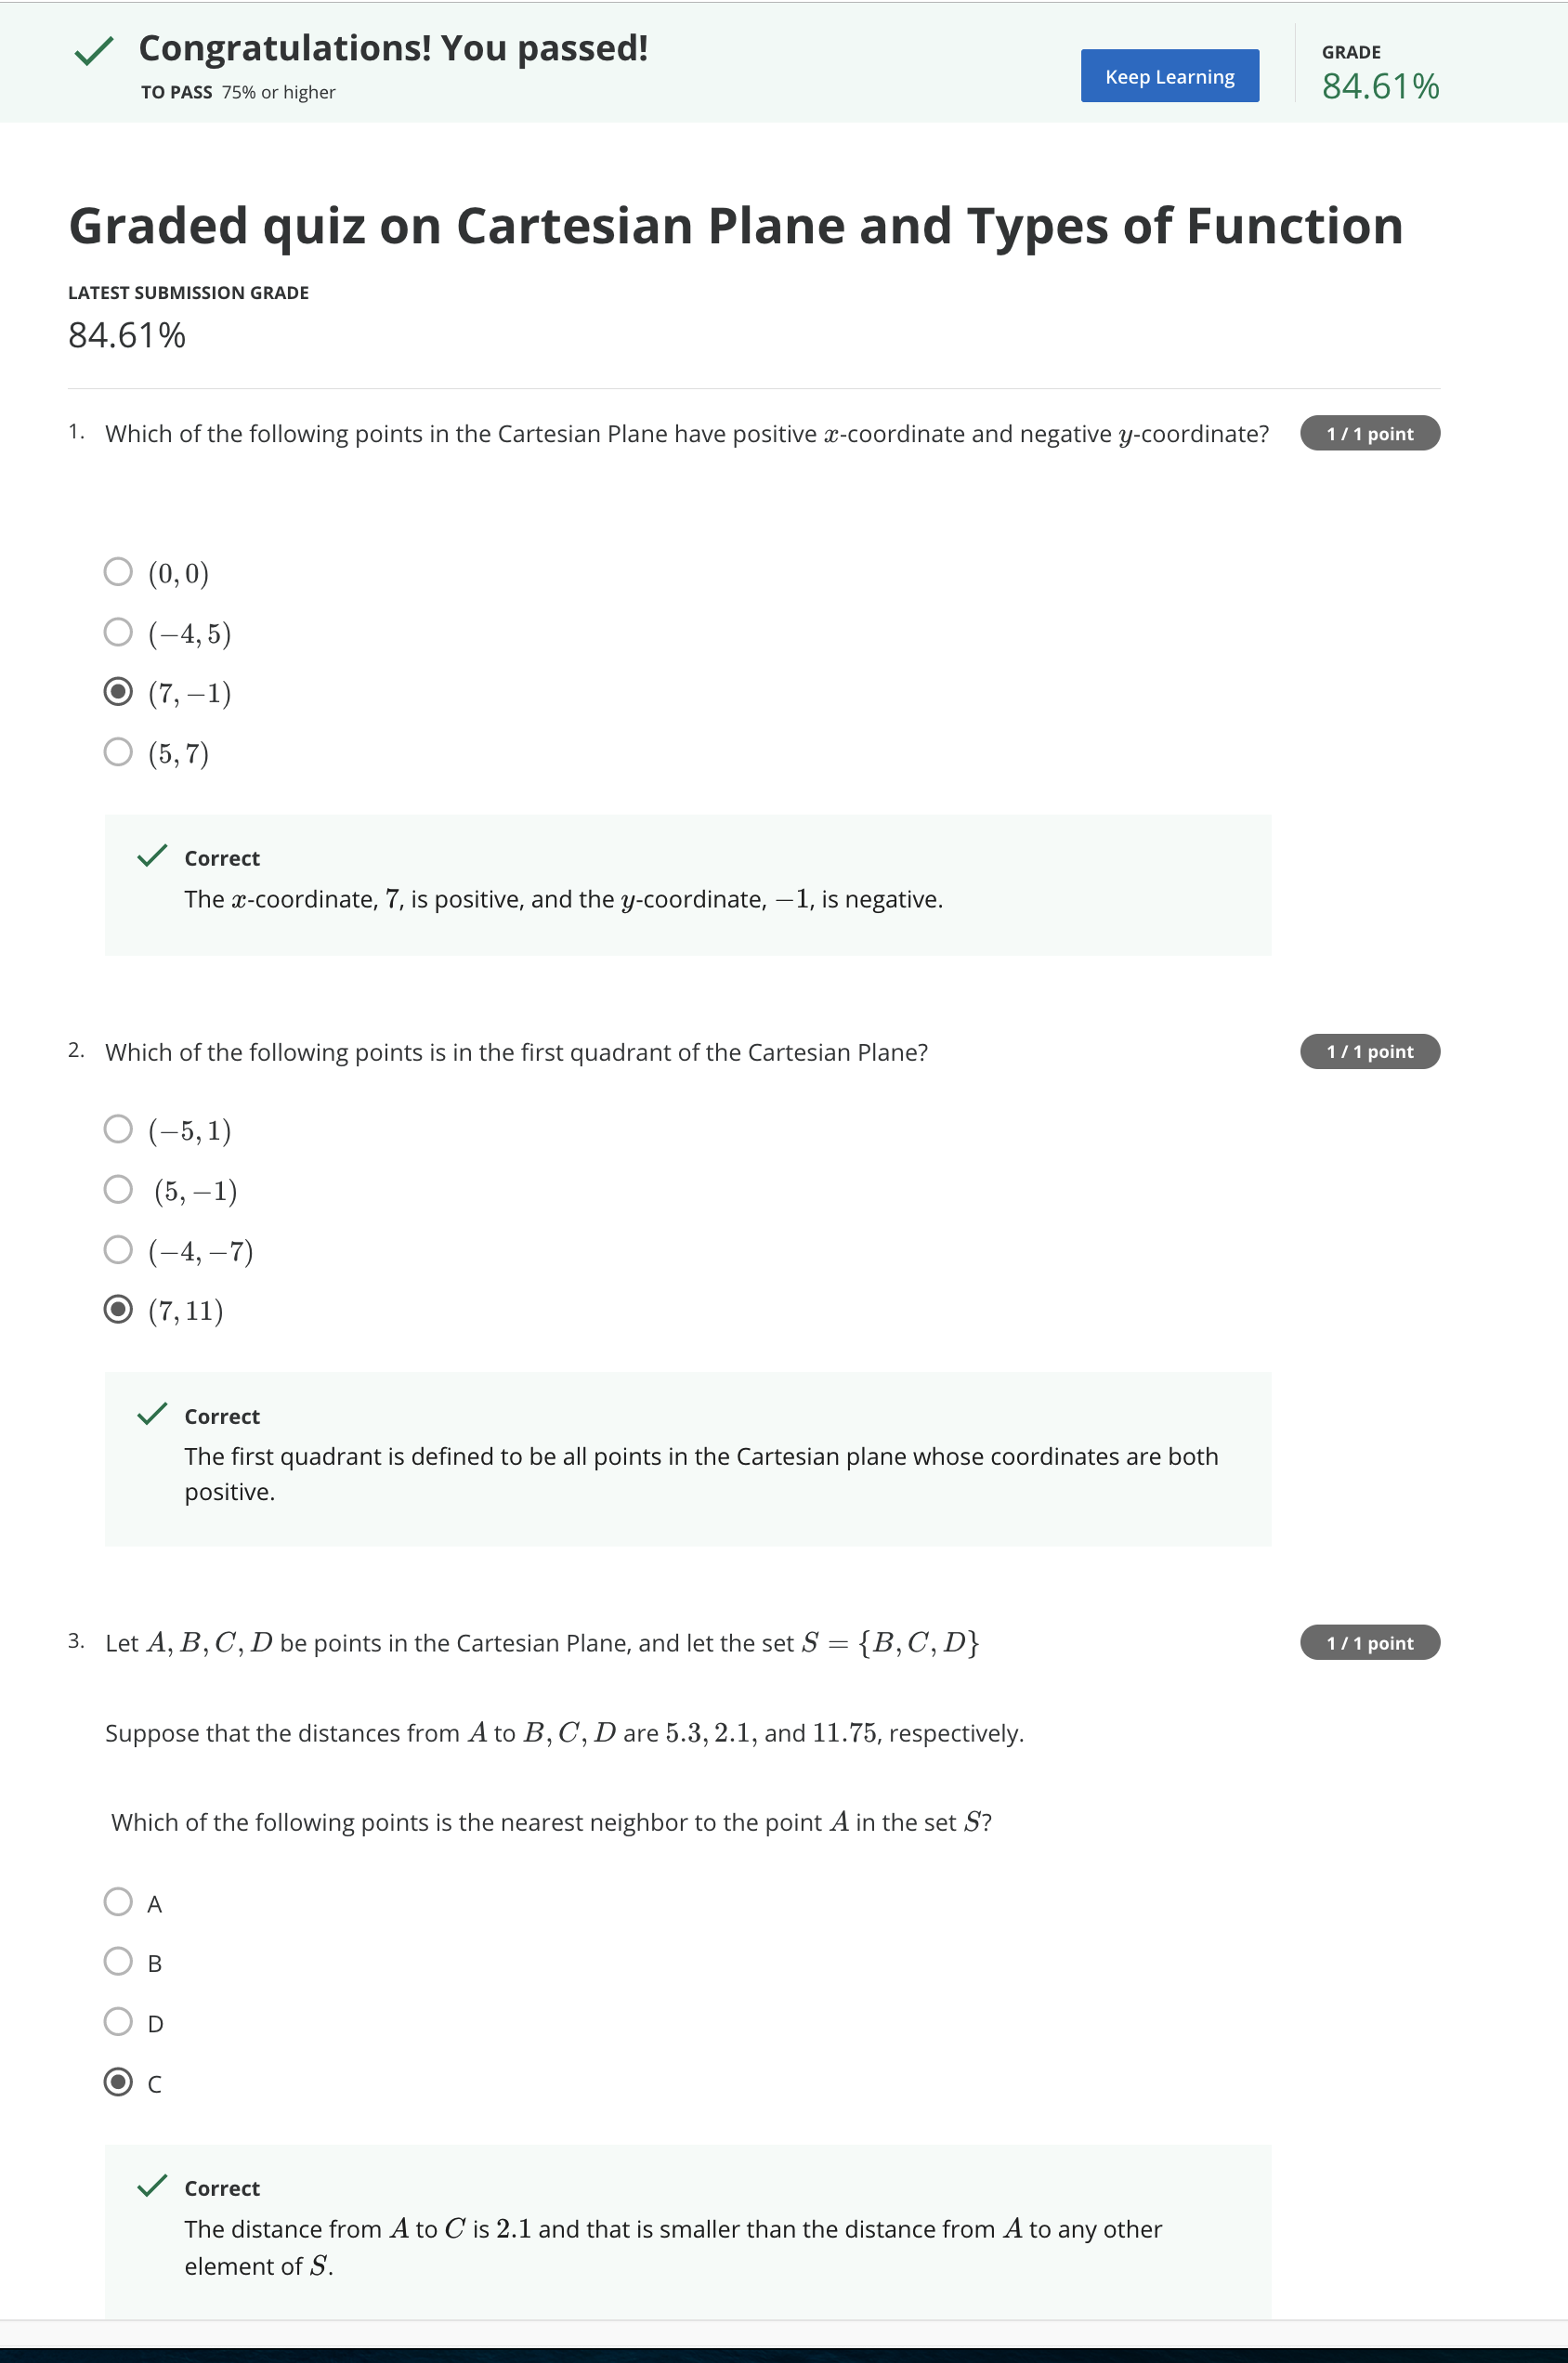 Congratulations! You passed!
TO PASS 75% or higher
Keep Learning
GRADE
84.61%
Graded quiz on Cartesian Plane and Types of Function
LATEST SUBMISSION GRADE
84.61%
1. Which of the following points in the Cartesian Plane have positive x-coordinate and negative y-coordinate?
1 / 1 point
(0, 0)
(−4, 5)
(7, −1)
(5, 7)
Correct
The x-coordinate, 7, is positive, and the y-coordinate, −1, is negative.
2. Which of the following points is in the first quadrant of the Cartesian Plane?
1 / 1 point
(−5, 1)
(5, −1)
(−4, −7)
(7, 11)
Correct
The first quadrant is defined to be all points in the Cartesian plane whose coordinates are both
positive.
3. Let A, B, C, D be points in the Cartesian Plane, and let the set S = {B, C, D}
1 / 1 point
Suppose that the distances from A to B, C, D are 5.3, 2.1, and 11.75, respectively.
Which of the following points is the nearest neighbor to the point A in the set S?
A
B
D
C
Correct
The distance from A to C is 2.1 and that is smaller than the distance from A to any other
element of S.